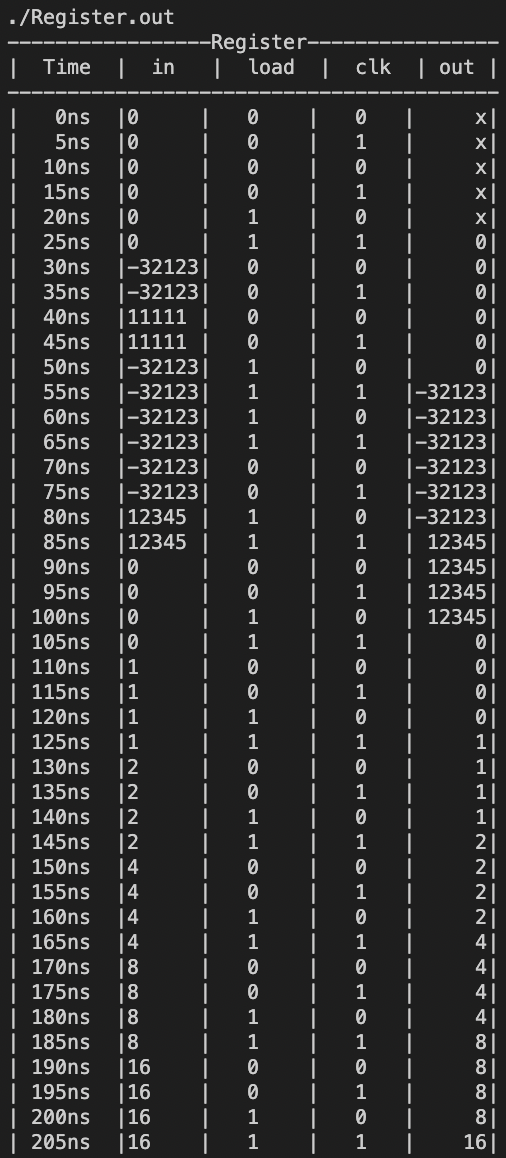 ./Register.out
-----------------Register----------------
|  Time  |  in   |  load  |  clk  | out |
-----------------------------------------
|   0ns  |0     |   0    |   0   |     x|
|   5ns  |0     |   0    |   1   |     x|
|  10ns  |0     |   0    |   0   |     x|
|  15ns  |0     |   0    |   1   |     x|
|  20ns  |0     |   1    |   0   |     x|
|  25ns  |0     |   1    |   1   |     0|
|  30ns  |-32123|   0    |   0   |     0|
|  35ns  |-32123|   0    |   1   |     0|
|  40ns  |11111 |   0    |   0   |     0|
|  45ns  |11111 |   0    |   1   |     0|
|  50ns  |-32123|   1    |   0   |     0|
|  55ns  |-32123|   1    |   1   |-32123|
|  60ns  |-32123|   1    |   0   |-32123|
|  65ns  |-32123|   1    |   1   |-32123|
|  70ns  |-32123|   0    |   0   |-32123|
|  75ns  |-32123|   0    |   1   |-32123|
|  80ns  |12345 |   1    |   0   |-32123|
|  85ns  |12345 |   1    |   1   | 12345|
|  90ns  |0     |   0    |   0   | 12345|
|  95ns  |0     |   0    |   1   | 12345|
| 100ns  |0     |   1    |   0   | 12345|
| 105ns  |0     |   1    |   1   |     0|
| 110ns  |1     |   0    |   0   |     0|
| 115ns  |1     |   0    |   1   |     0|
| 120ns  |1     |   1    |   0   |     0|
| 125ns  |1     |   1    |   1   |     1|
| 130ns  |2     |   0    |   0   |     1|
| 135ns  |2     |   0    |   1   |     1|
| 140ns  |2     |   1    |   0   |     1|
| 145ns  |2     |   1    |   1   |     2|
| 150ns  |4     |   0    |   0   |     2|
| 155ns  |4     |   0    |   1   |     2|
| 160ns  |4     |   1    |   0   |     2|
| 165ns  |4     |   1    |   1   |     4|
| 170ns  |8     |   0    |   0   |     4|
| 175ns  |8     |   0    |   1   |     4|
| 180ns  |8     |   1    |   0   |     4|
| 185ns  |8     |   1    |   1   |     8|
| 190ns  |16    |   0    |   0   |     8|
| 195ns  |16    |   0    |   1   |     8|
| 200ns  |16    |   1    |   0   |     8|
| 205ns  |16    |   1    |   1   |    16|